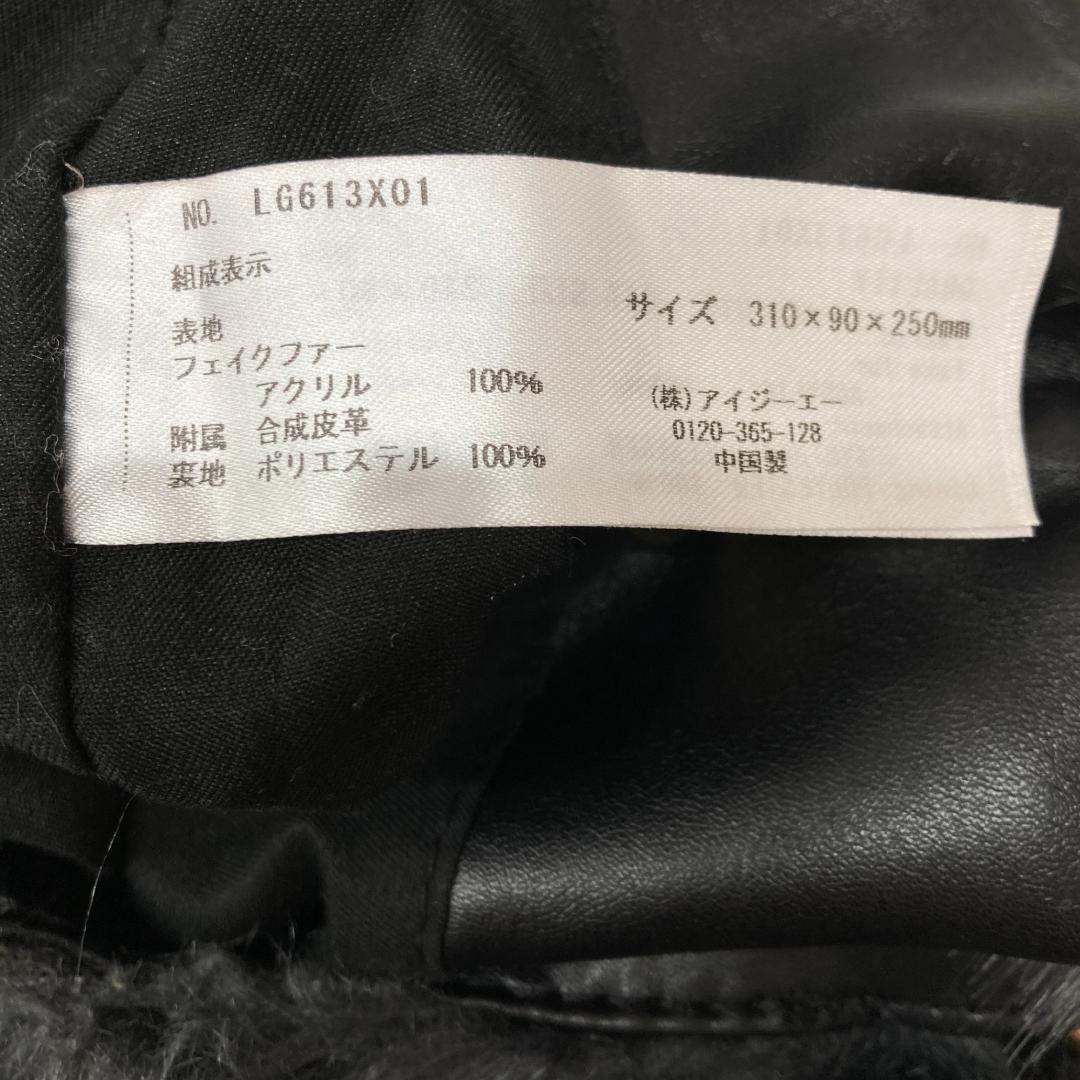 NO. LG613X01
組成表示
表地
フェイクファー
アクリル 100%
附属 合成皮革
裏地 ポリエステル 100%
サイズ 310×90×250mm
(株)アイジーエー
0120-365-128
中国製